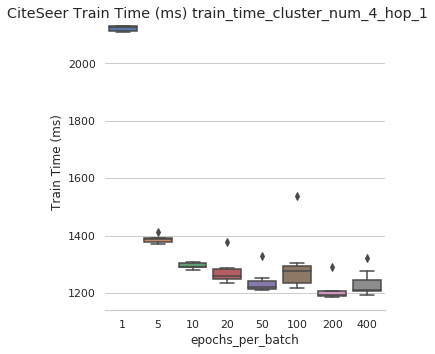 CiteSeer Train Time (ms) train_time_cluster_num_4_hop_1
2000
1800
1600
1400
1200
Train Time (ms)
1 5 10 20 50 100 200 400
epochs_per_batch